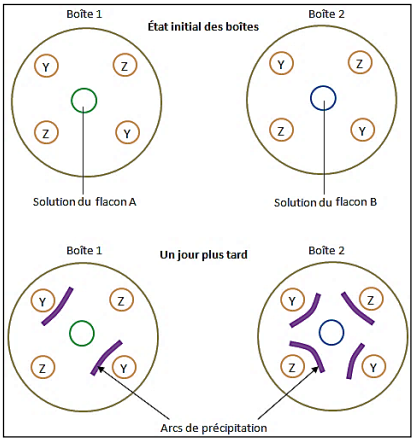 Boîte 1
État initial des boîtes
Boîte 2
Y Z
Y Z
Z Y
Z Y
Solution du flacon A
Solution du flacon B
Boîte 1
Un jour plus tard
Boîte 2
Y Z
Y Z
Z Y
Z Y
Arcs de précipitation